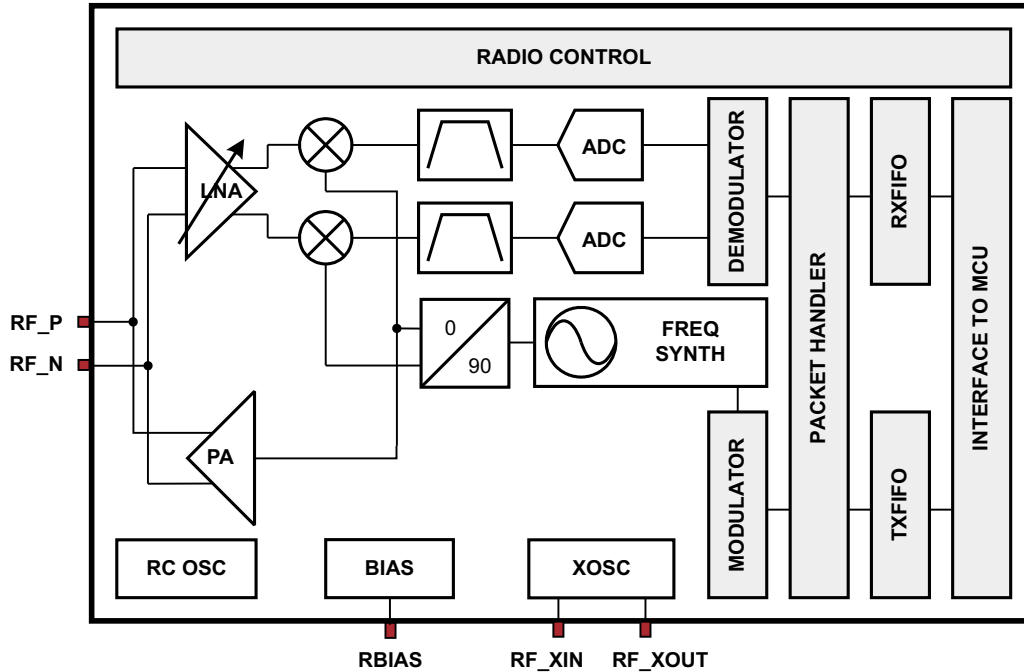 RADIO CONTROL
LNA
ADC
ADC
DEMODULATOR
PACKET HANDLER
RXFIFO
INTERFACE TO MCU
RF_P
RF_N
0
90
FREQ
SYNTH
PA
MODULATOR
TXFIFO
RC OSC
BIAS
XOSC
RBIAS
RF_XIN
RF_XOUT